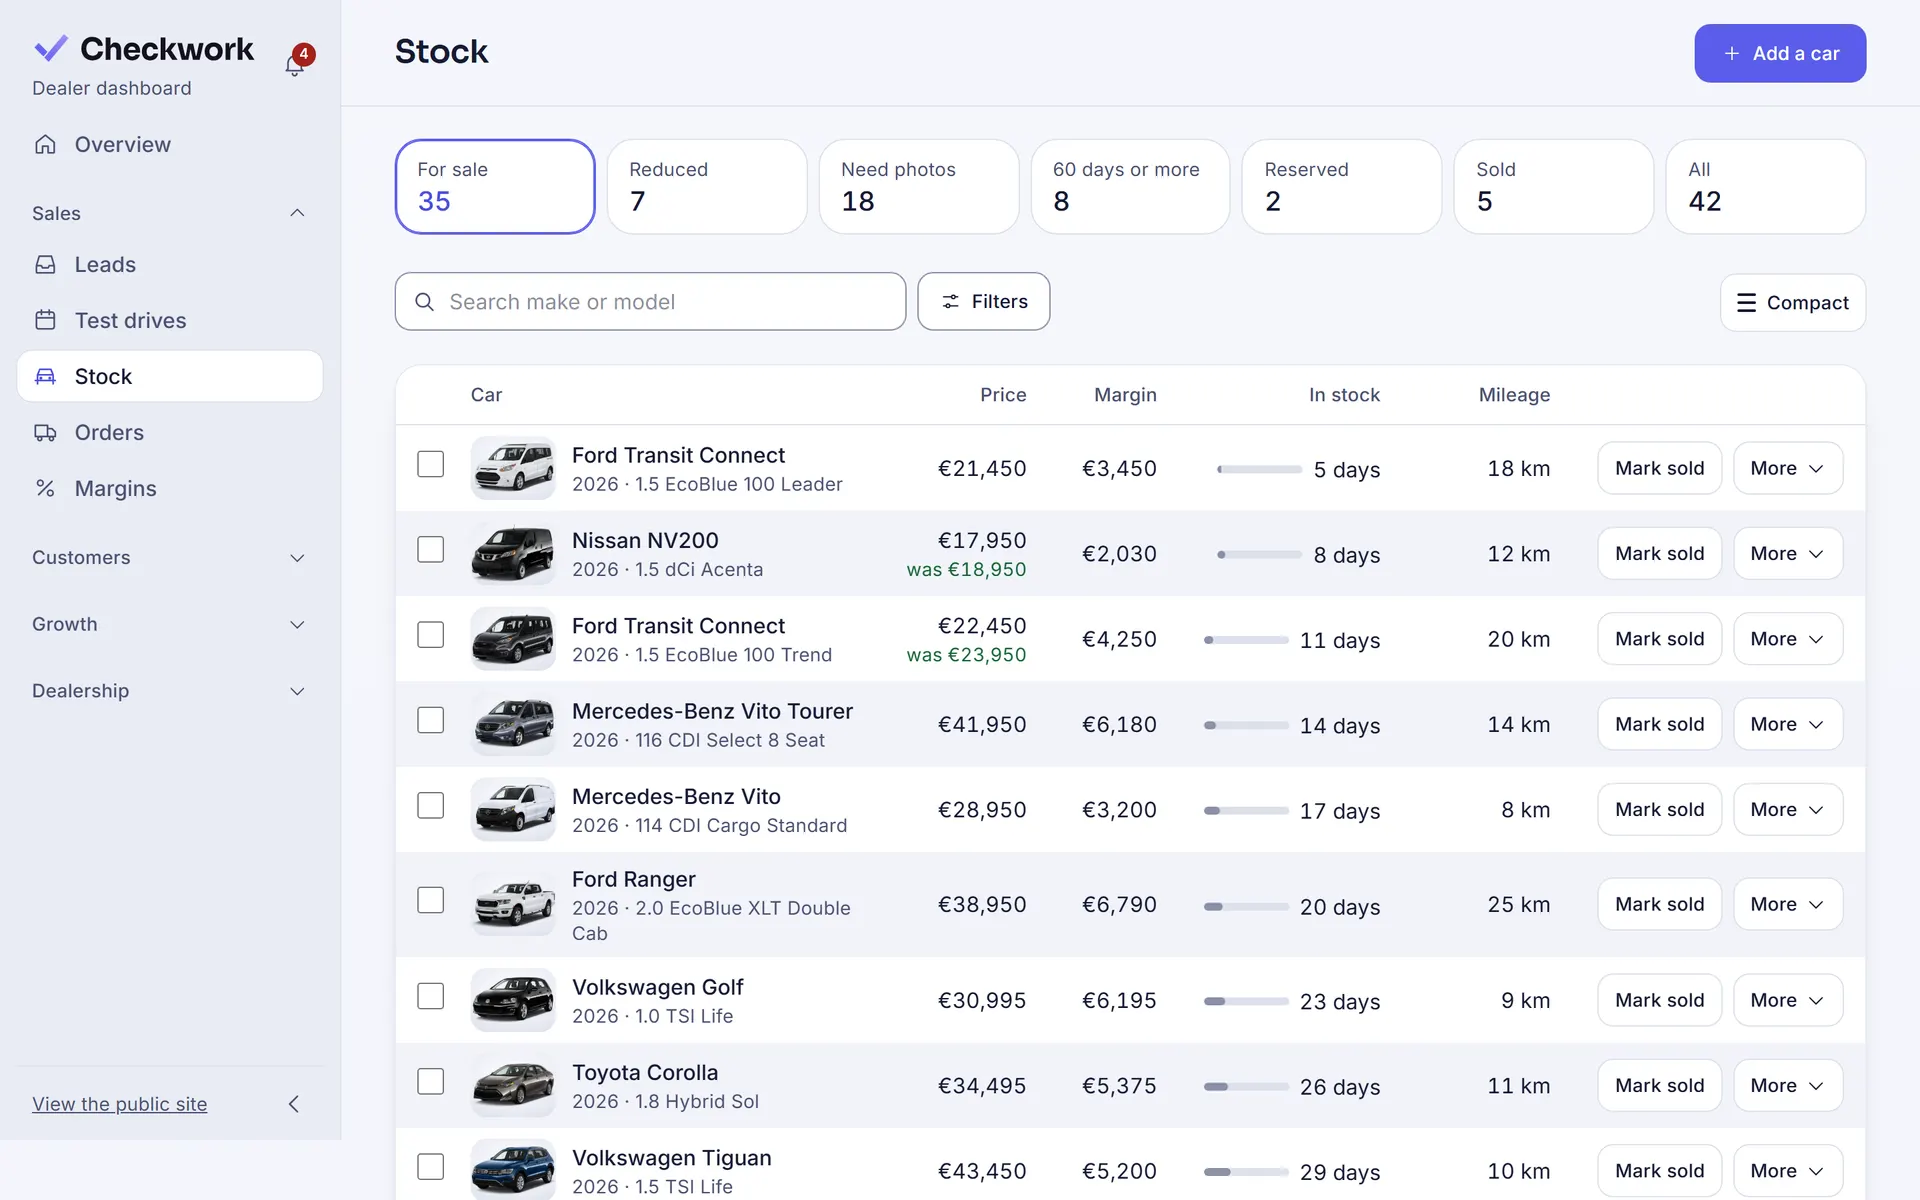 Checkwork
4
Dealer dashboard
Overview
Sales
Leads
Test drives
Stock
Orders
Margins
Customers
Growth
Dealership
View the public site
Stock
+ Add a car
For sale
35
Reduced
7
Need photos
18
60 days or more
8
Reserved
2
Sold
5
All
42
Search make or model
Filters
Compact
Car Price Margin In stock Mileage
Ford Transit Connect
2026 · 1.5 EcoBlue 100 Leader
€21,450 €3,450 5 days 18 km Mark sold More
Nissan NV200
2026 · 1.5 dCi Acenta
€17,950
was €18,950
€2,030 8 days 12 km Mark sold More
Ford Transit Connect
2026 · 1.5 EcoBlue 100 Trend
€22,450
was €23,950
€4,250 11 days 20 km Mark sold More
Mercedes-Benz Vito Tourer
2026 · 116 CDI Select 8 Seat
€41,950 €6,180 14 days 14 km Mark sold More
Mercedes-Benz Vito
2026 · 114 CDI Cargo Standard
€28,950 €3,200 17 days 8 km Mark sold More
Ford Ranger
2026 · 2.0 EcoBlue XLT Double
Cab
€38,950 €6,790 20 days 25 km Mark sold More
Volkswagen Golf
2026 · 1.0 TSI Life
€30,995 €6,195 23 days 9 km Mark sold More
Toyota Corolla
2026 · 1.8 Hybrid Sol
€34,495 €5,375 26 days 11 km Mark sold More
Volkswagen Tiguan
2026 · 1.5 TSI Life
€43,450 €5,200 29 days 10 km Mark sold More